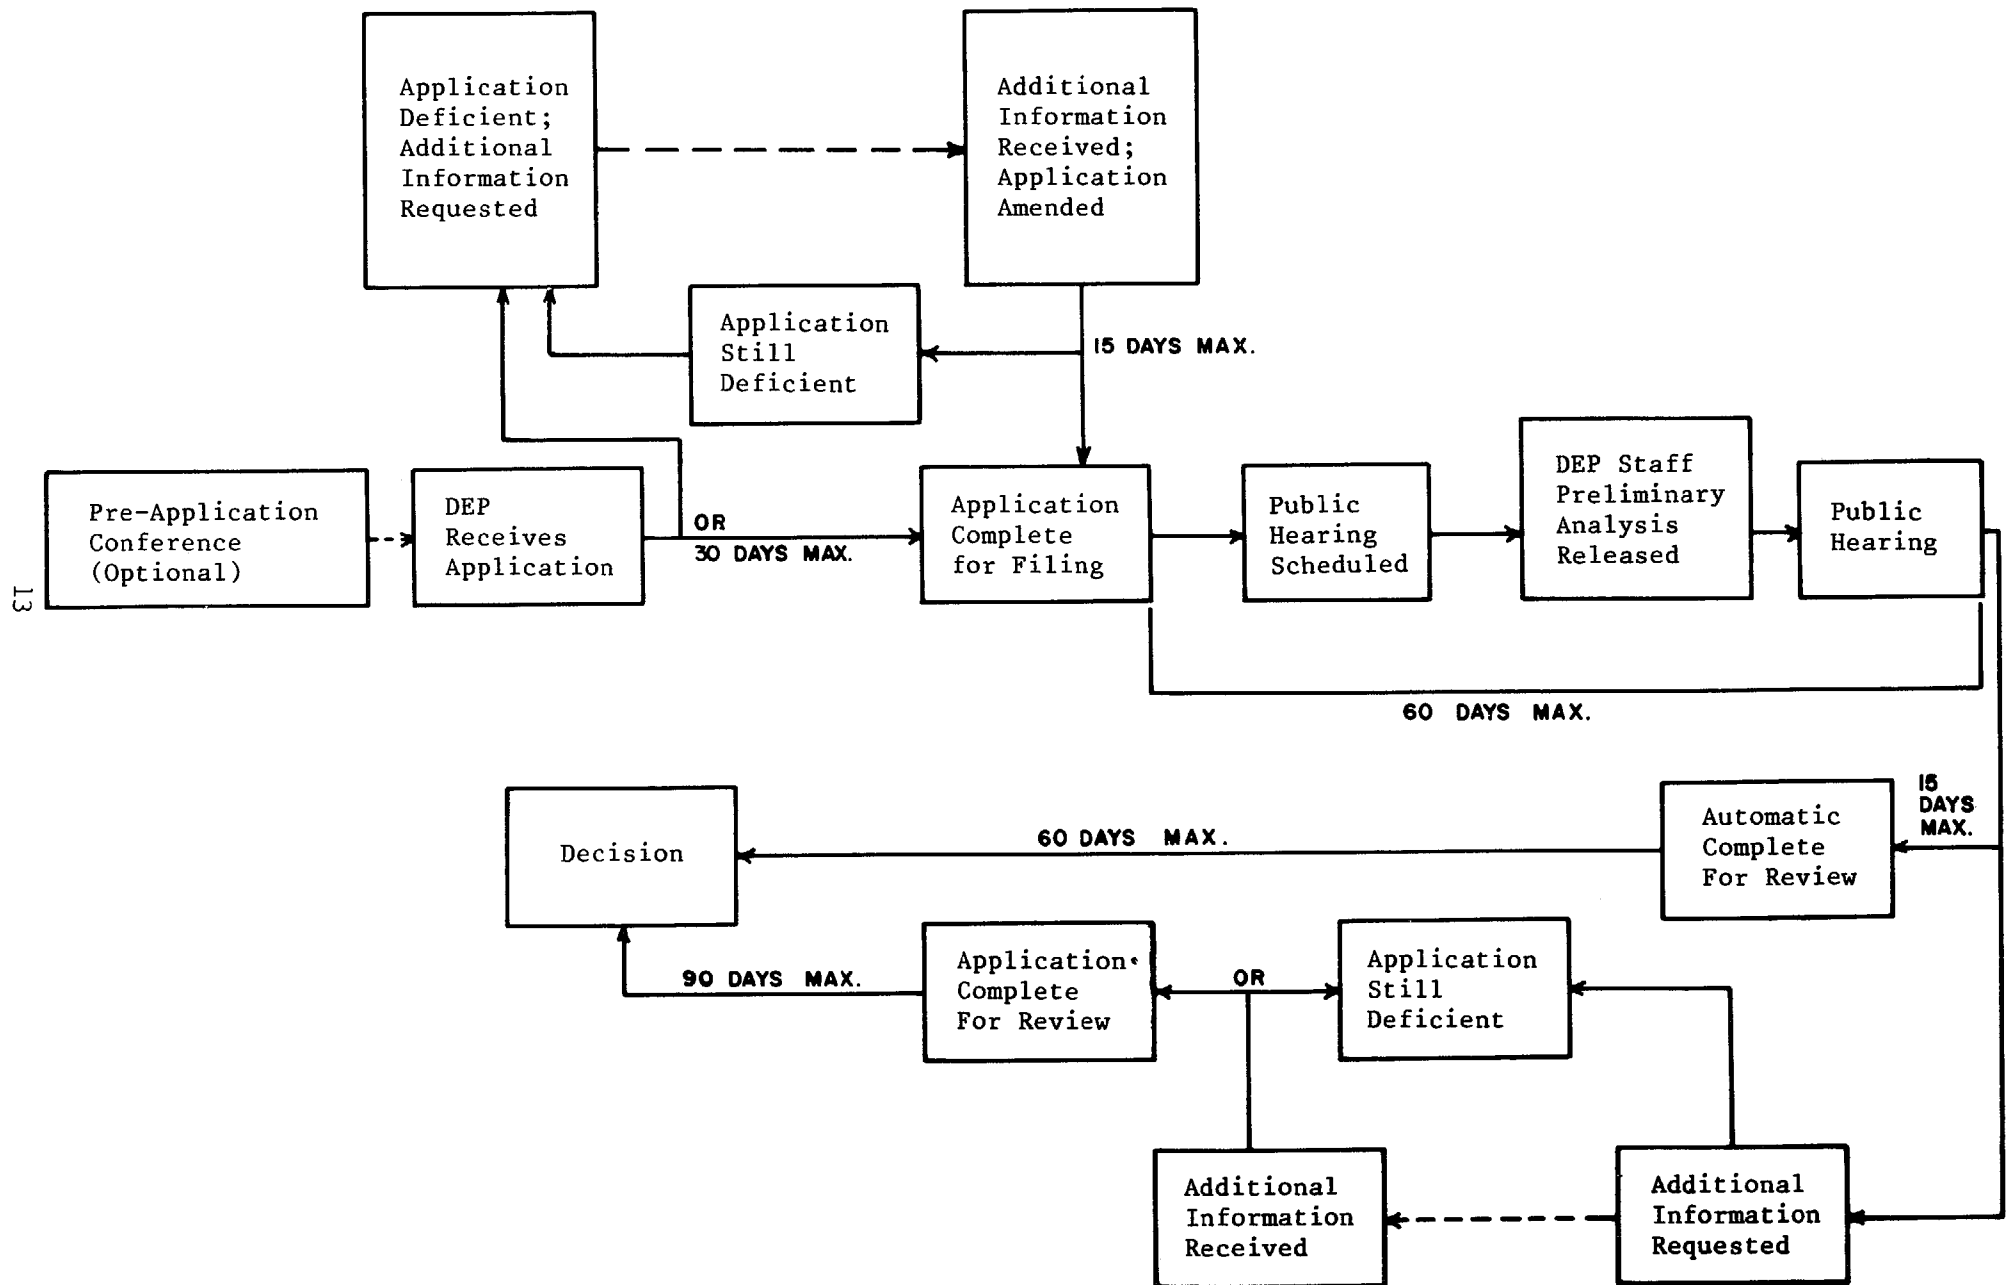 Application
Deficient;
Additional
Information
Requested
Additional
Information
Received;
Application
Amended
Application
Still
Deficient
15 DAYS MAX.
Pre-Application
Conference
(Optional)
DEP
Receives
Application
OR
30 DAYS MAX.
Application
Complete
for Filing
Public
Hearing
Scheduled
DEP Staff
Preliminary
Analysis
Released
Public
Hearing
13
60 DAYS MAX.
Decision
60 DAYS MAX.
Automatic
Complete
For Review
15
DAYS
MAX.
90 DAYS MAX.
Application
Complete
For Review
OR
Application
Still
Deficient
Additional
Information
Received
Additional
Information
Requested